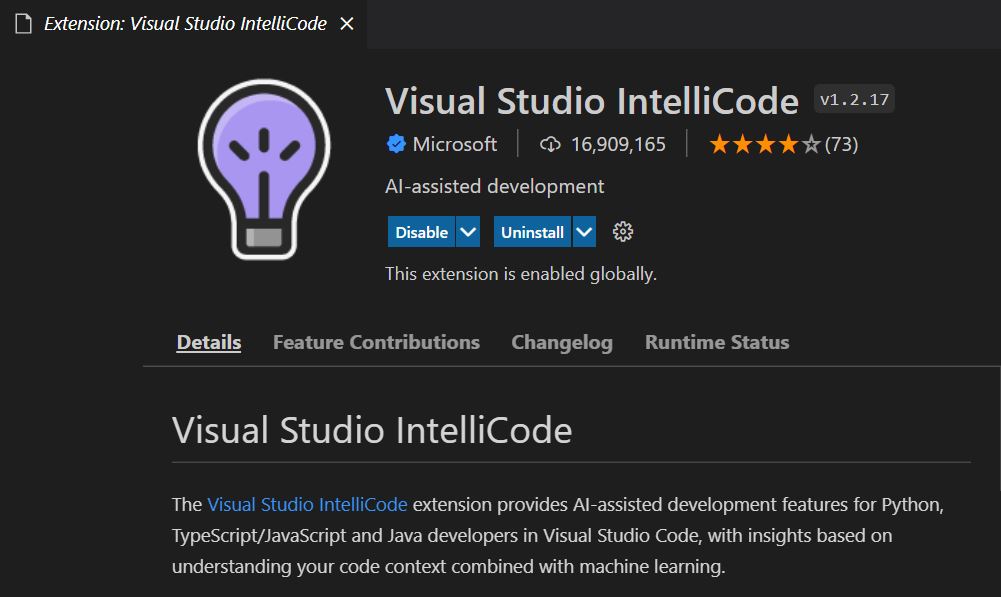 Extension: Visual Studio IntelliCode
Visual Studio IntelliCode v1.2.17
Microsoft 16,909,165 (73)
AI-assisted development
Disable Uninstall
This extension is enabled globally.
Details Feature Contributions Changelog Runtime Status
Visual Studio IntelliCode
The Visual Studio IntelliCode extension provides AI-assisted development features for Python,
TypeScript/JavaScript and Java developers in Visual Studio Code, with insights based on
understanding your code context combined with machine learning.